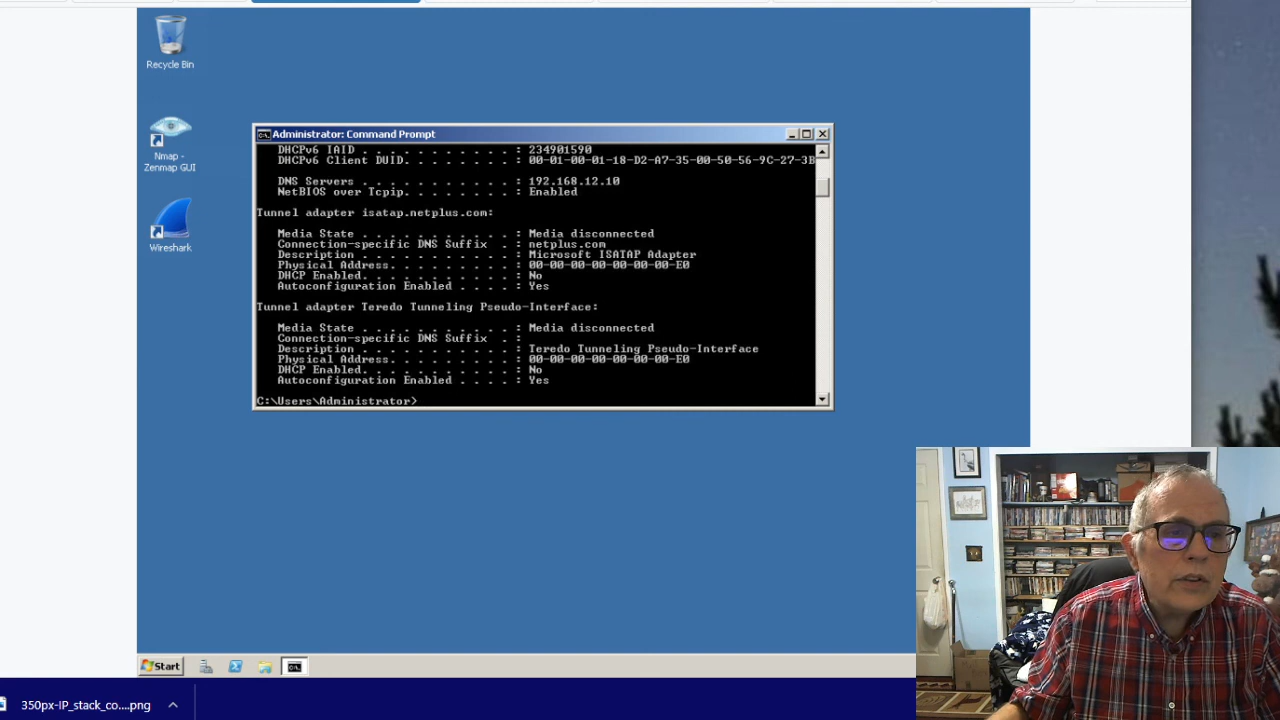 Recycle Bin
Nmap -
Zenmap GUI
Wireshark
Administrator: Command Prompt
DHCPv6 IAID . . . . . . . . . . . : 234901590
DHCPv6 Client DUID. . . . . . . . : 00-01-00-01-18-D2-A7-35-00-50-56-9C-27-3B
DNS Servers . . . . . . . . . . . : 192.168.12.10
NetBIOS over Tcpip. . . . . . . . : Enabled
Tunnel adapter isatap.netplus.com:
Media State . . . . . . . . . . . : Media disconnected
Connection-specific DNS Suffix  . : netplus.com
Description . . . . . . . . . . . : Microsoft ISATAP Adapter
Physical Address. . . . . . . . . : 00-00-00-00-00-00-00-E0
DHCP Enabled. . . . . . . . . . . : No
Autoconfiguration Enabled . . . . : Yes
Tunnel adapter Teredo Tunneling Pseudo-Interface:
Media State . . . . . . . . . . . : Media disconnected
Connection-specific DNS Suffix  . :
Description . . . . . . . . . . . : Teredo Tunneling Pseudo-Interface
Physical Address. . . . . . . . . : 00-00-00-00-00-00-00-E0
DHCP Enabled. . . . . . . . . . . : No
Autoconfiguration Enabled . . . . : Yes
C:\Users\Administrator>
Start
350px-IP_stack_co....png